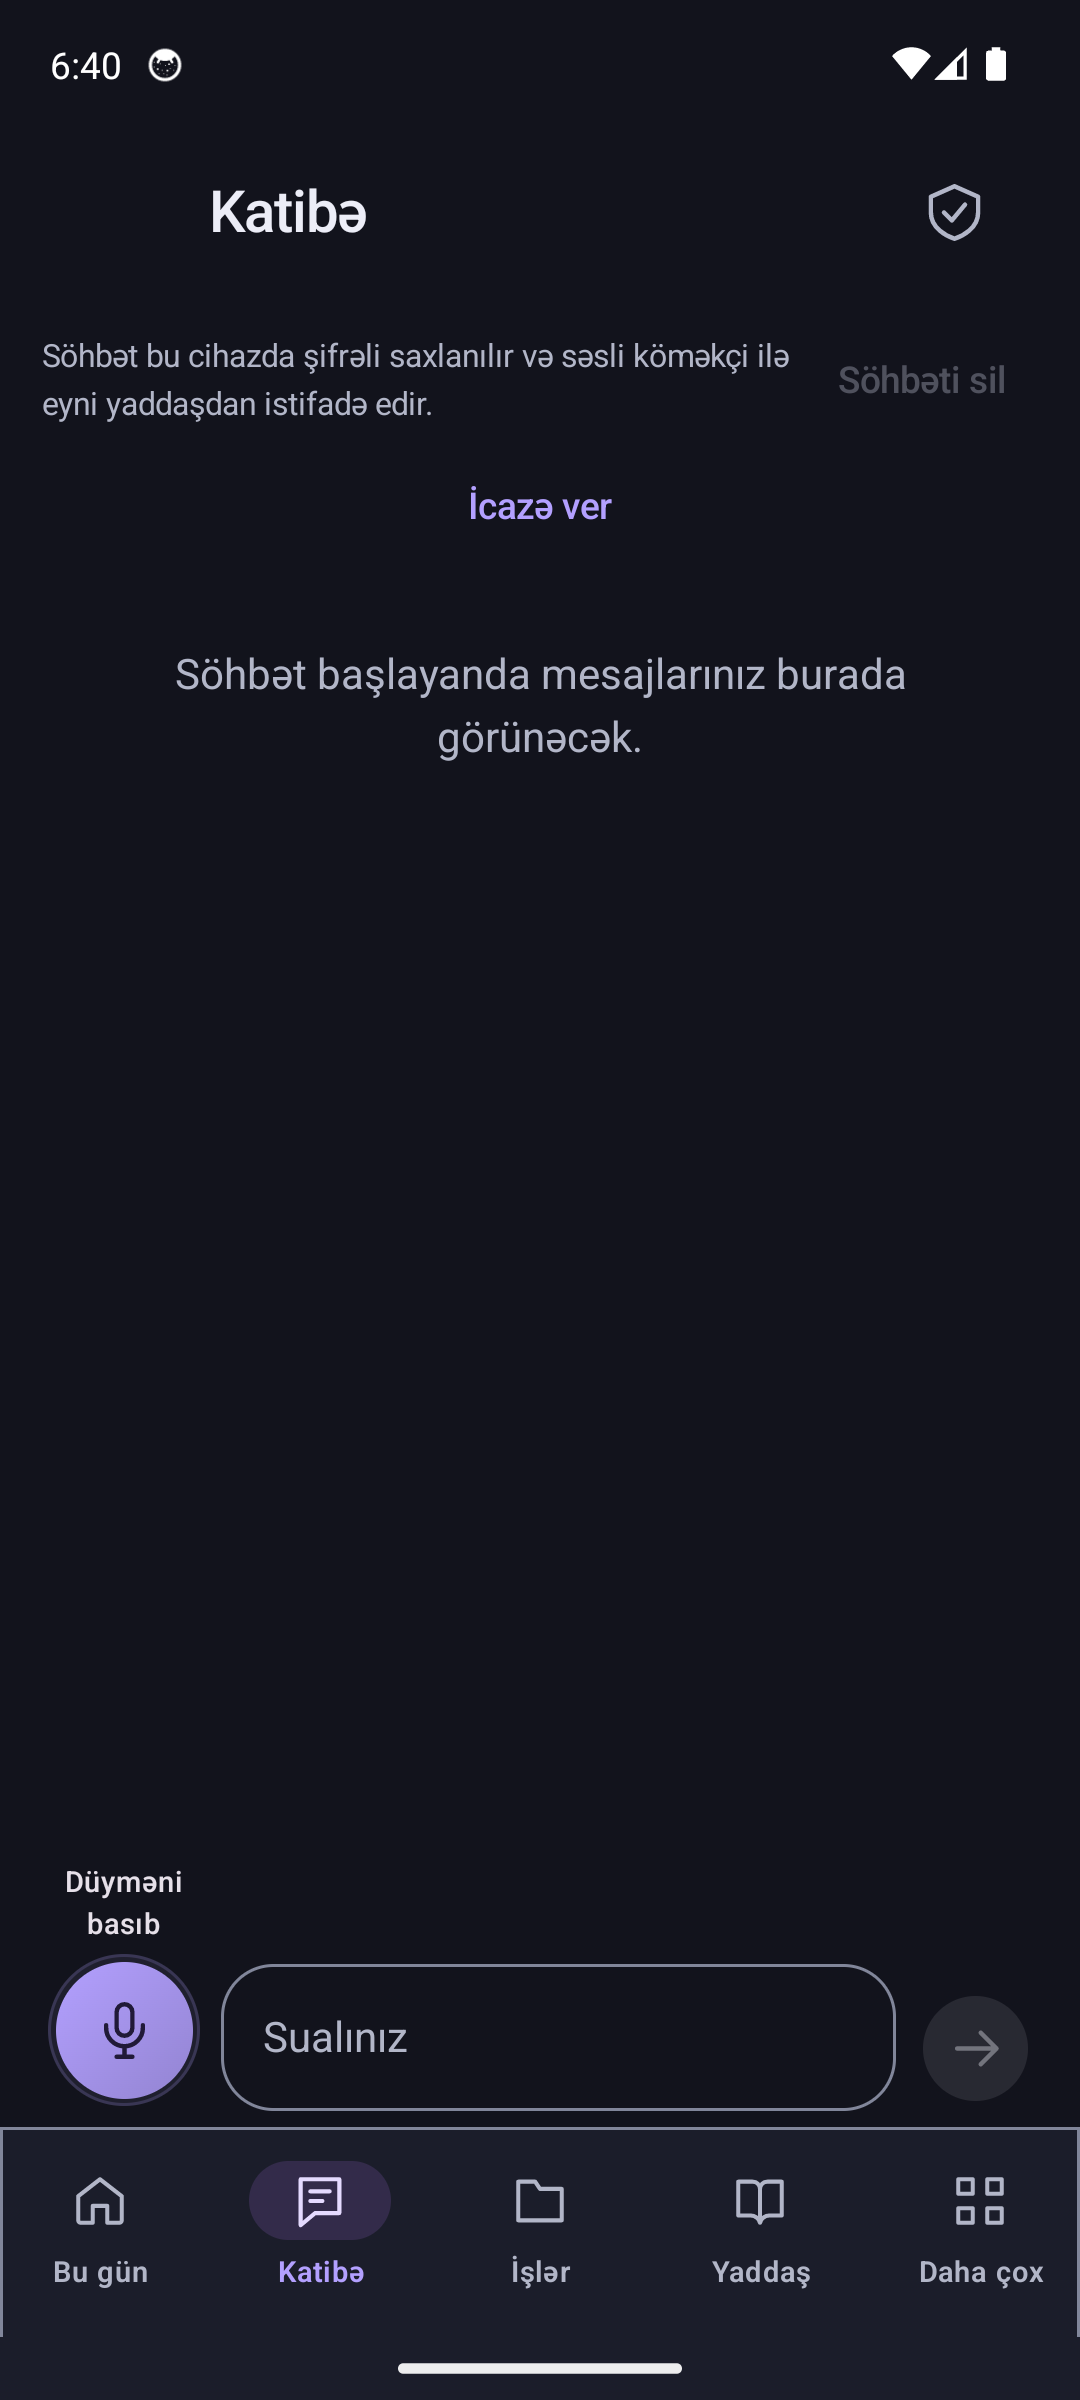 6:40
Katibə
Söhbət bu cihazda şifrəli saxlanılır və səsli köməkçi ilə
eyni yaddaşdan istifadə edir.
Söhbəti sil
İcazə ver
Söhbət başlayanda mesajlarınız burada
görünəcək.
Düyməni
basıb
Sualınız
Bu gün
Katibə
İşlər
Yaddaş
Daha çox